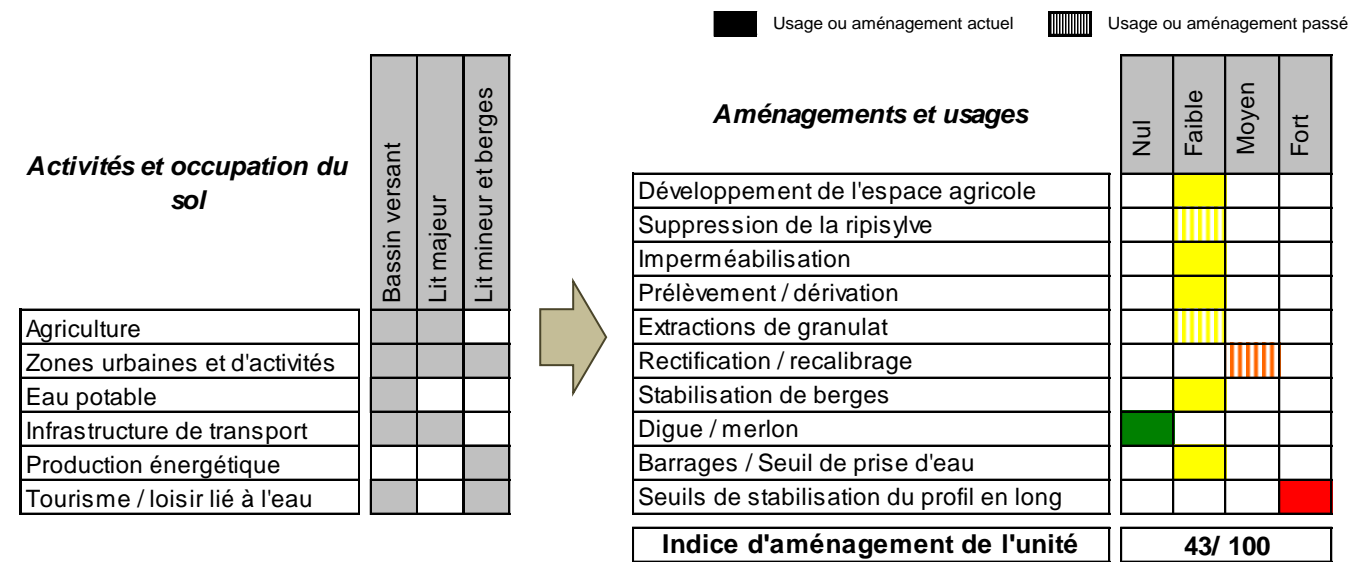 Usage ou aménagement actuel
Usage ou aménagement passé
Activités et occupation du
sol
Bassin versant
Lit majeur
Lit mineur et berges
Agriculture
Zones urbaines et d'activités
Eau potable
Infrastructure de transport
Production énergétique
Tourisme / loisir lié à l'eau
Aménagements et usages
Nul
Faible
Moyen
Fort
Développement de l'espace agricole
Suppression de la ripisylve
Imperméabilisation
Prélèvement / dérivation
Extractions de granulat
Rectification / recalibrage
Stabilisation de berges
Digue / merlon
Barrages / Seuil de prise d'eau
Seuils de stabilisation du profil en long
Indice d'aménagement de l'unité
43/ 100